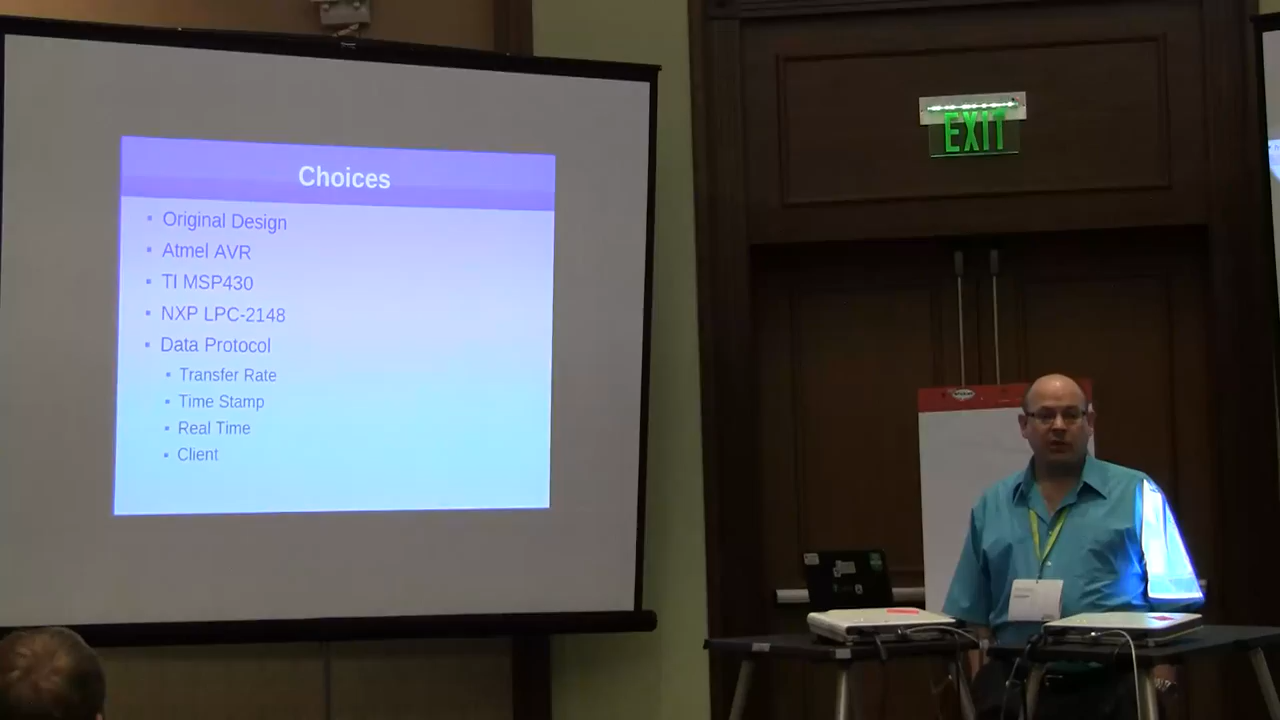 Choices
Original Design
Atmel AVR
TI MSP430
NXP LPC-2148
Data Protocol
Transfer Rate
Time Stamp
Real Time
Client
EXIT